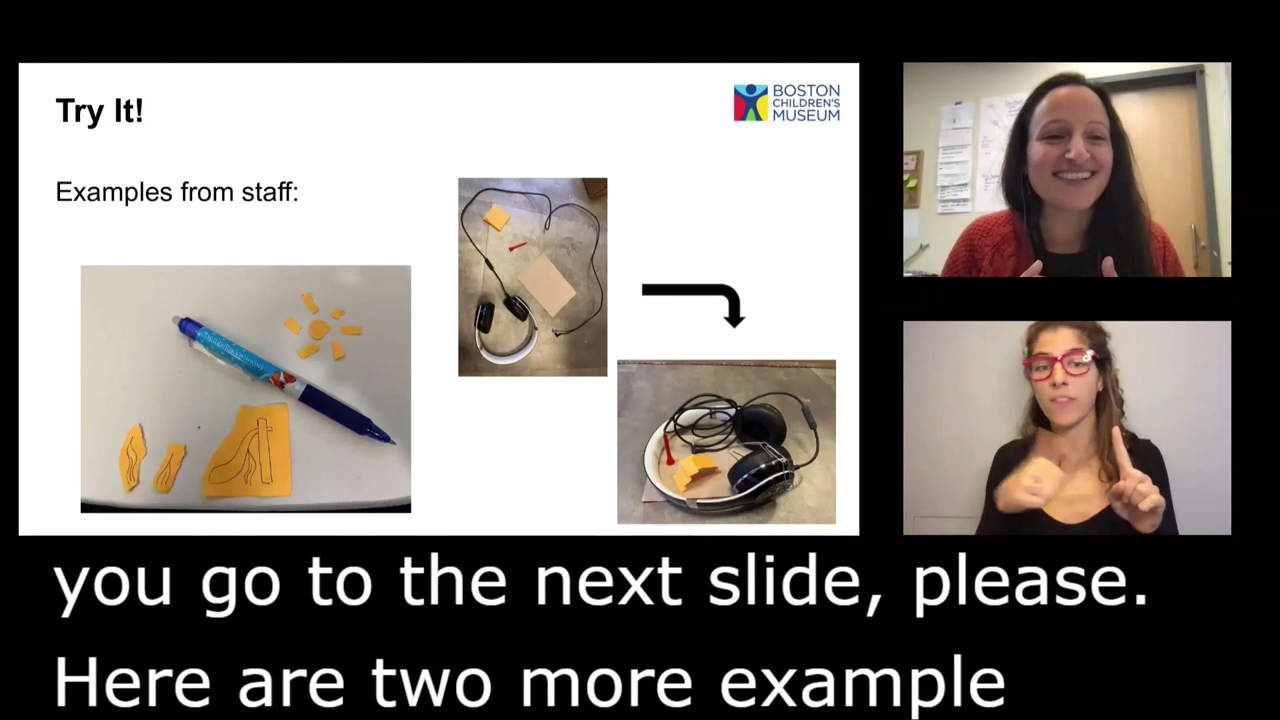 Try It!
BOSTON
CHILDREN'S
MUSEUM
Examples from staff:
you go to the next slide, please.
Here are two more example